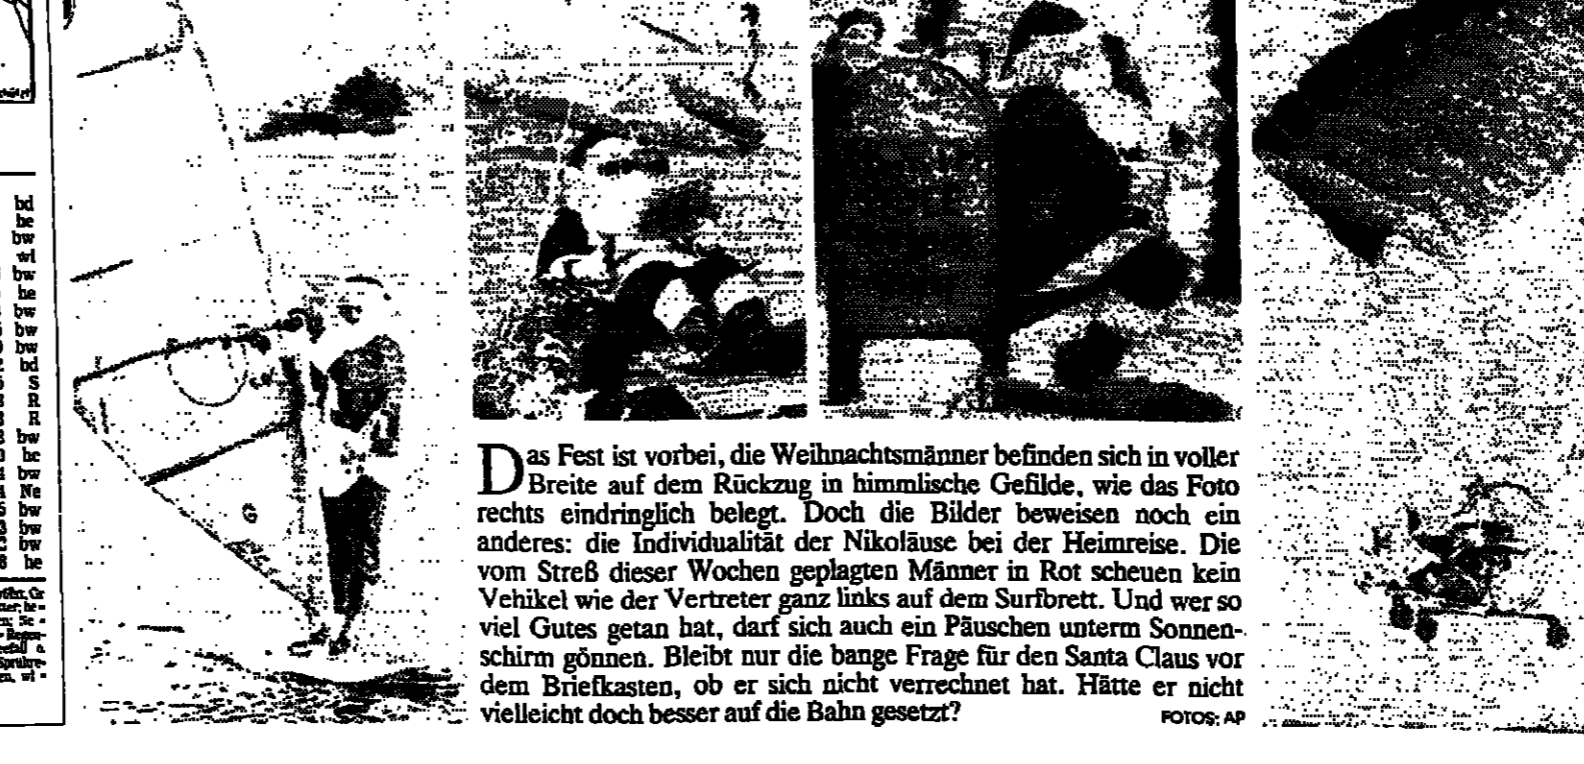 bd
he
bw
wl
bw
he
bw
bw
bw
bd
S
R
R
bw
he
bw
Ne
bw
bw
bw
he
G
Das Fest ist vorbei, die Weihnachtsmänner befinden sich in voller
Breite auf dem Rückzug in himmlische Gefilde, wie das Foto
rechts eindringlich belegt. Doch die Bilder beweisen noch ein
anderes: die Individualität der Nikoläuse bei der Heimreise. Die
vom Streß dieser Wochen geplagten Männer in Rot scheuen kein
Vehikel wie der Vertreter ganz links auf dem Surfbrett. Und wer so
viel Gutes getan hat, darf sich auch ein Päuschen unterm Sonnen-
schirm gönnen. Bleibt nur die bange Frage für den Santa Claus vor
dem Briefkasten, ob er sich nicht verrechnet hat. Hätte er nicht
vielleicht doch besser auf die Bahn gesetzt?
FOTOS: AP